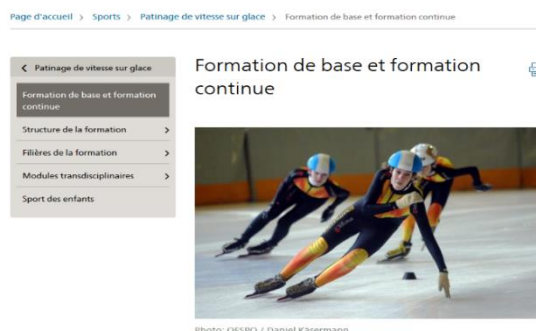 Page d'accueil > Sports > Patinage de vitesse sur glace > Formation de base et formation continue
Patinage de vitesse sur glace
Formation de base et formation
continue
Structure de la formation
Filières de la formation
Modules transdisciplinaires
Sport des enfants
Formation de base et formation
continue
Photo: OFSPO / Daniel Käsermann